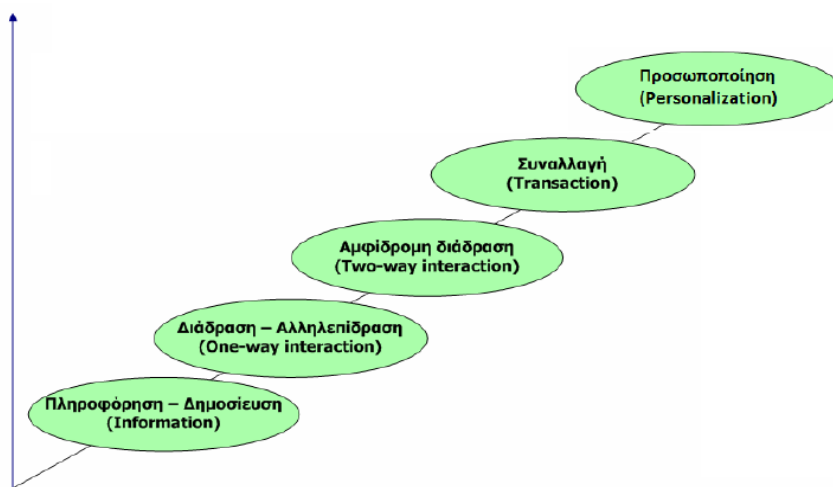 Προσωποποίηση
(Personalization)
Συναλλαγή
(Transaction)
Αμφίδρομη διάδραση
(Two-way interaction)
Διάδραση – Αλληλεπίδραση
(One-way interaction)
Πληροφόρηση – Δημοσίευση
(Information)